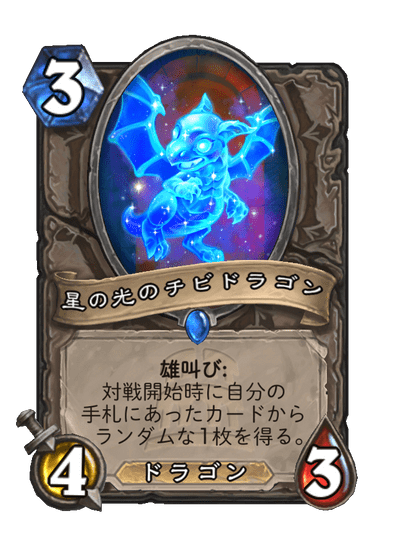 3
星の光のチビドラゴン
雄叫び:
対戦開始時に自分の
手札にあったカードから
ランダムな1枚を得る。
4
ドラゴン
3